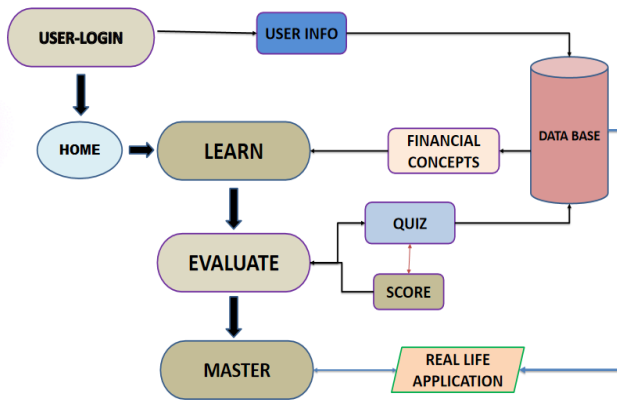 USER-LOGIN
USER INFO
HOME
LEARN
FINANCIAL
CONCEPTS
DATA BASE
QUIZ
EVALUATE
SCORE
MASTER
REAL LIFE
APPLICATION